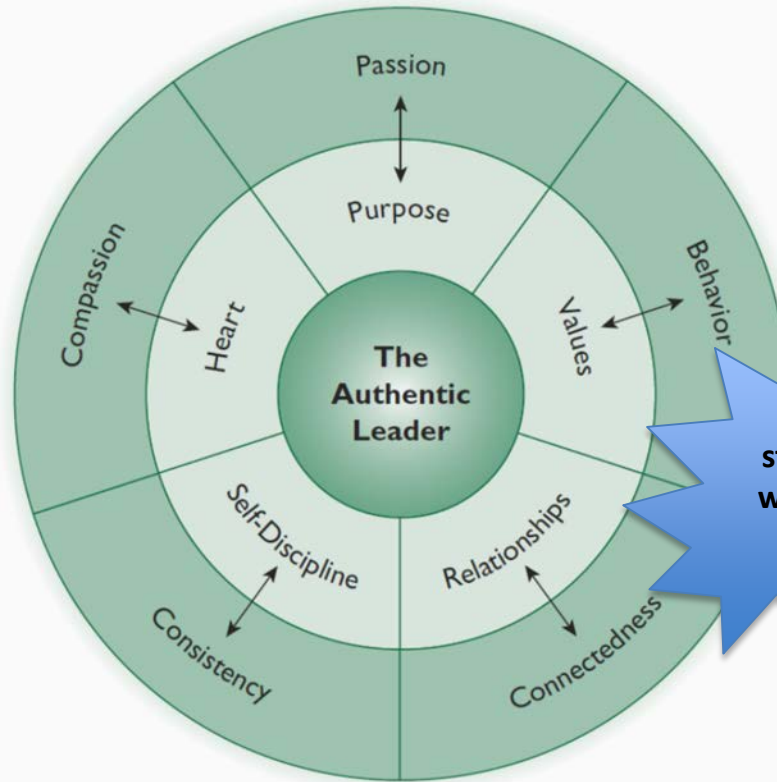 Passion
Purpose
Compassion
Heart
Values
Behavior
The
Authentic
Leader
Self-Discipline
Relationships
Consistency
Connectedness